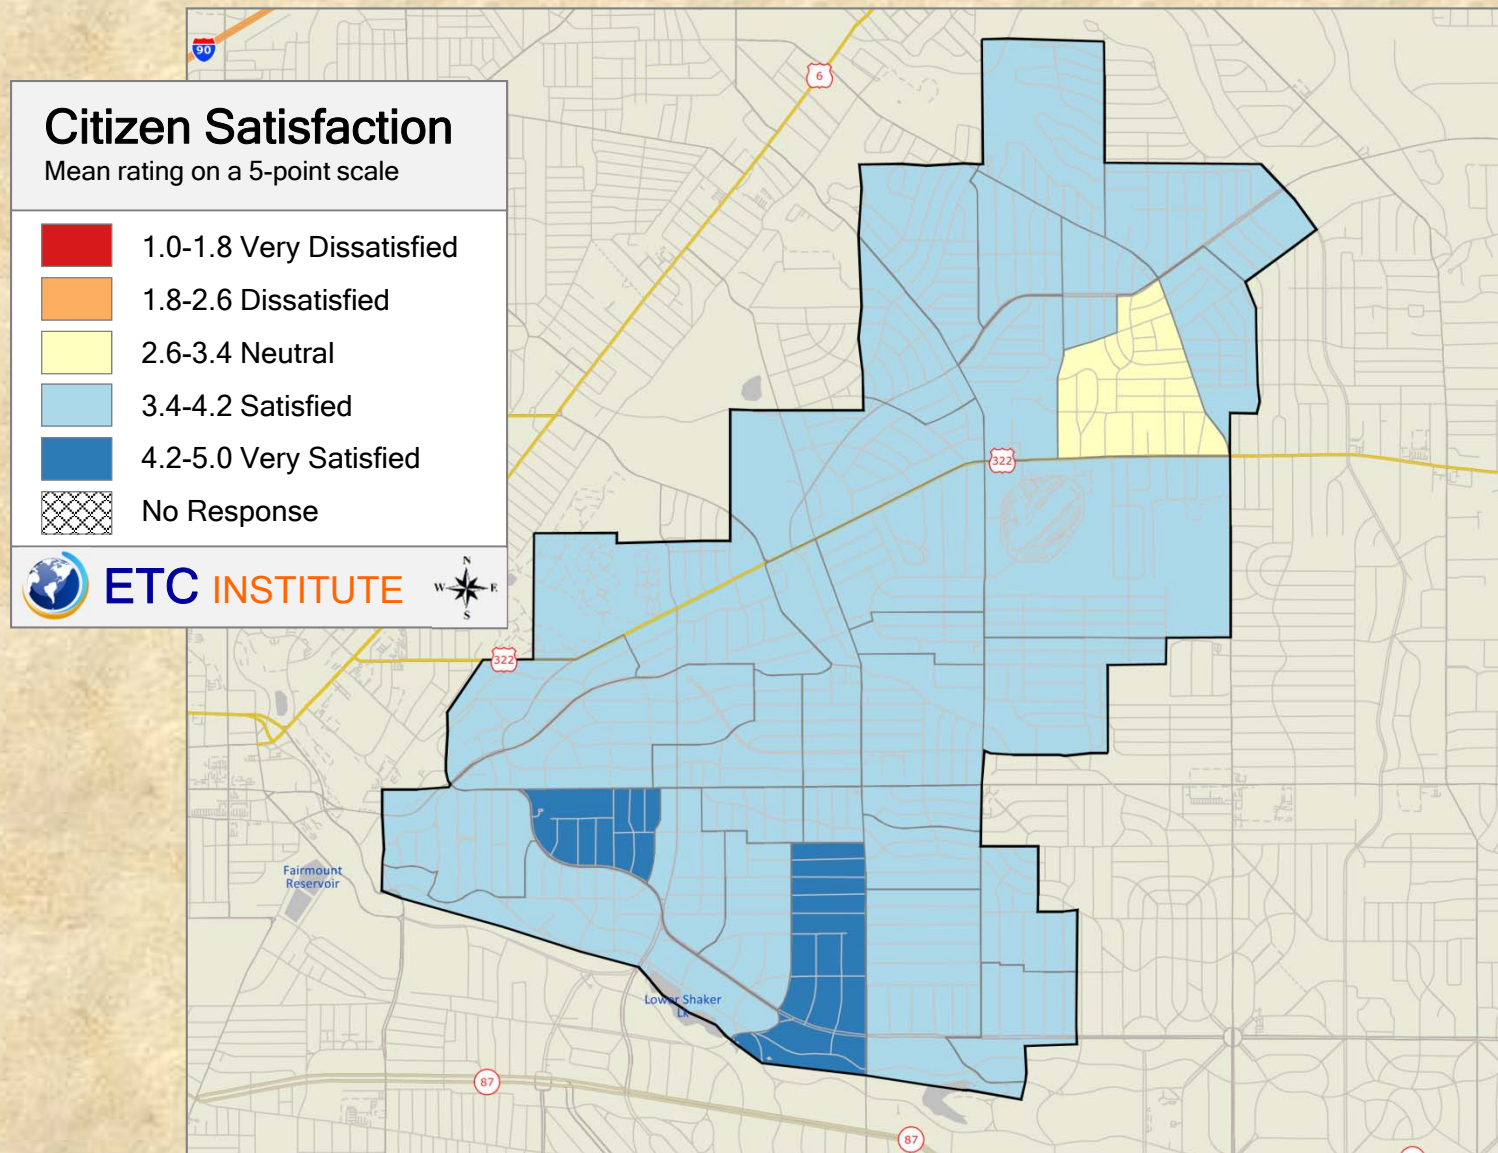 90
6
Citizen Satisfaction
Mean rating on a 5-point scale
1.0-1.8 Very Dissatisfied
1.8-2.6 Dissatisfied
2.6-3.4 Neutral
3.4-4.2 Satisfied
4.2-5.0 Very Satisfied
No Response
ETC INSTITUTE
N
W E
S
322
322
Fairmount
Reservoir
Lower Shaker
Lk
87
87